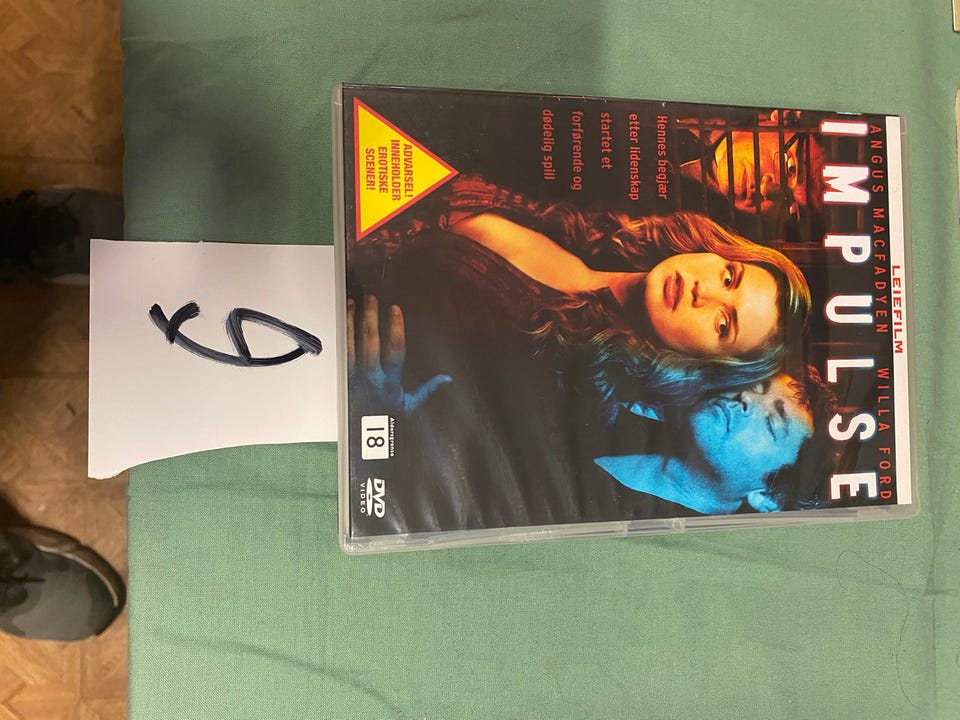 LEIEFILM
ANGUS MACFADYEN WILLA FORD
IMPULSE
Hennes begjær
etter lidenskap
startet et
forførende og
dødelig spill
ADVARSEL!
INNEHOLDER
EROTISKE
SCENER!
Aldersgrense
18
DVD
VIDEO